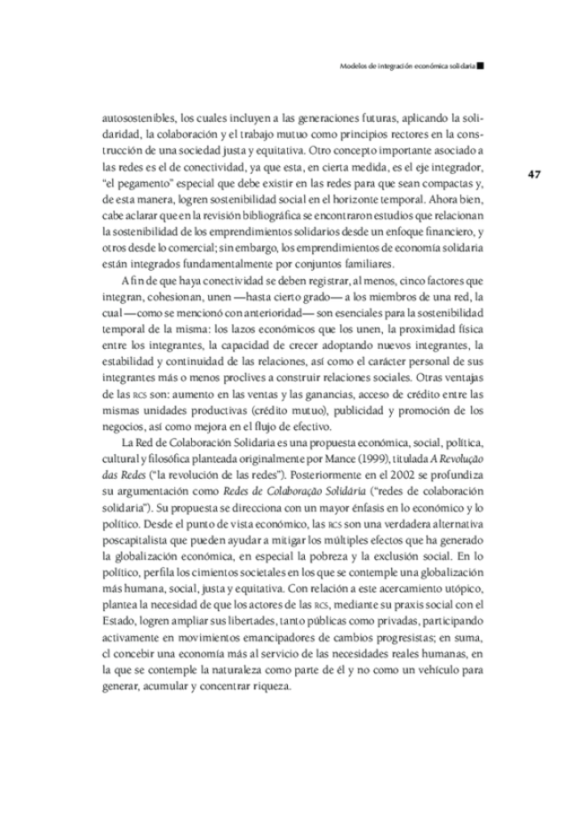 Modelos de integración económica solidaria
47
autosostenibles, los cuales incluyen a las generaciones futuras, aplicando la soli-
daridad, la colaboración y el trabajo mutuo como principios rectores en la cons-
trucción de una sociedad justa y equitativa. Otro concepto importante asociado a
las redes es el de conectividad, ya que esta, en cierta medida, es el eje integrador,
“el pegamento” especial que debe existir en las redes para que sean compactas y,
de esta manera, logren sostenibilidad social en el horizonte temporal. Ahora bien,
cabe aclarar que en la revisión bibliográfica se encontraron estudios que relacionan
la sostenibilidad de los emprendimientos solidarios desde un enfoque financiero, y
otros desde lo comercial; sin embargo, los emprendimientos de economía solidaria
están integrados fundamentalmente por conjuntos familiares.
A fin de que haya conectividad se deben registrar, al menos, cinco factores que
integran, cohesionan, unen —hasta cierto grado— a los miembros de una red, la
cual —como se mencionó con anterioridad— son esenciales para la sostenibilidad
temporal de la misma: los lazos económicos que los unen, la proximidad física
entre los integrantes, la capacidad de crecer adoptando nuevos integrantes, la
estabilidad y continuidad de las relaciones, así como el carácter personal de sus
integrantes más o menos proclives a construir relaciones sociales. Otras ventajas
de las RCS son: aumento en las ventas y las ganancias, acceso de crédito entre las
mismas unidades productivas (crédito mutuo), publicidad y promoción de los
negocios, así como mejora en el flujo de efectivo.
La Red de Colaboración Solidaria es una propuesta económica, social, política,
cultural y filosófica planteada originalmente por Mance (1999), titulada A Revolução
das Redes (“la revolución de las redes”). Posteriormente en el 2002 se profundiza
su argumentación como Redes de Colaboração Solidária (“redes de colaboración
solidaria”). Su propuesta se direcciona con un mayor énfasis en lo económico y lo
político. Desde el punto de vista económico, las RCS son una verdadera alternativa
poscapitalista que pueden ayudar a mitigar los múltiples efectos que ha generado
la globalización económica, en especial la pobreza y la exclusión social. En lo
político, perfila los cimientos societales en los que se contemple una globalización
más humana, social, justa y equitativa. Con relación a este acercamiento utópico,
plantea la necesidad de que los actores de las RCS, mediante su praxis social con el
Estado, logren ampliar sus libertades, tanto públicas como privadas, participando
activamente en movimientos emancipadores de cambios progresistas; en suma,
el concebir una economía más al servicio de las necesidades reales humanas, en
la que se contemple la naturaleza como parte de él y no como un vehículo para
generar, acumular y concentrar riqueza.